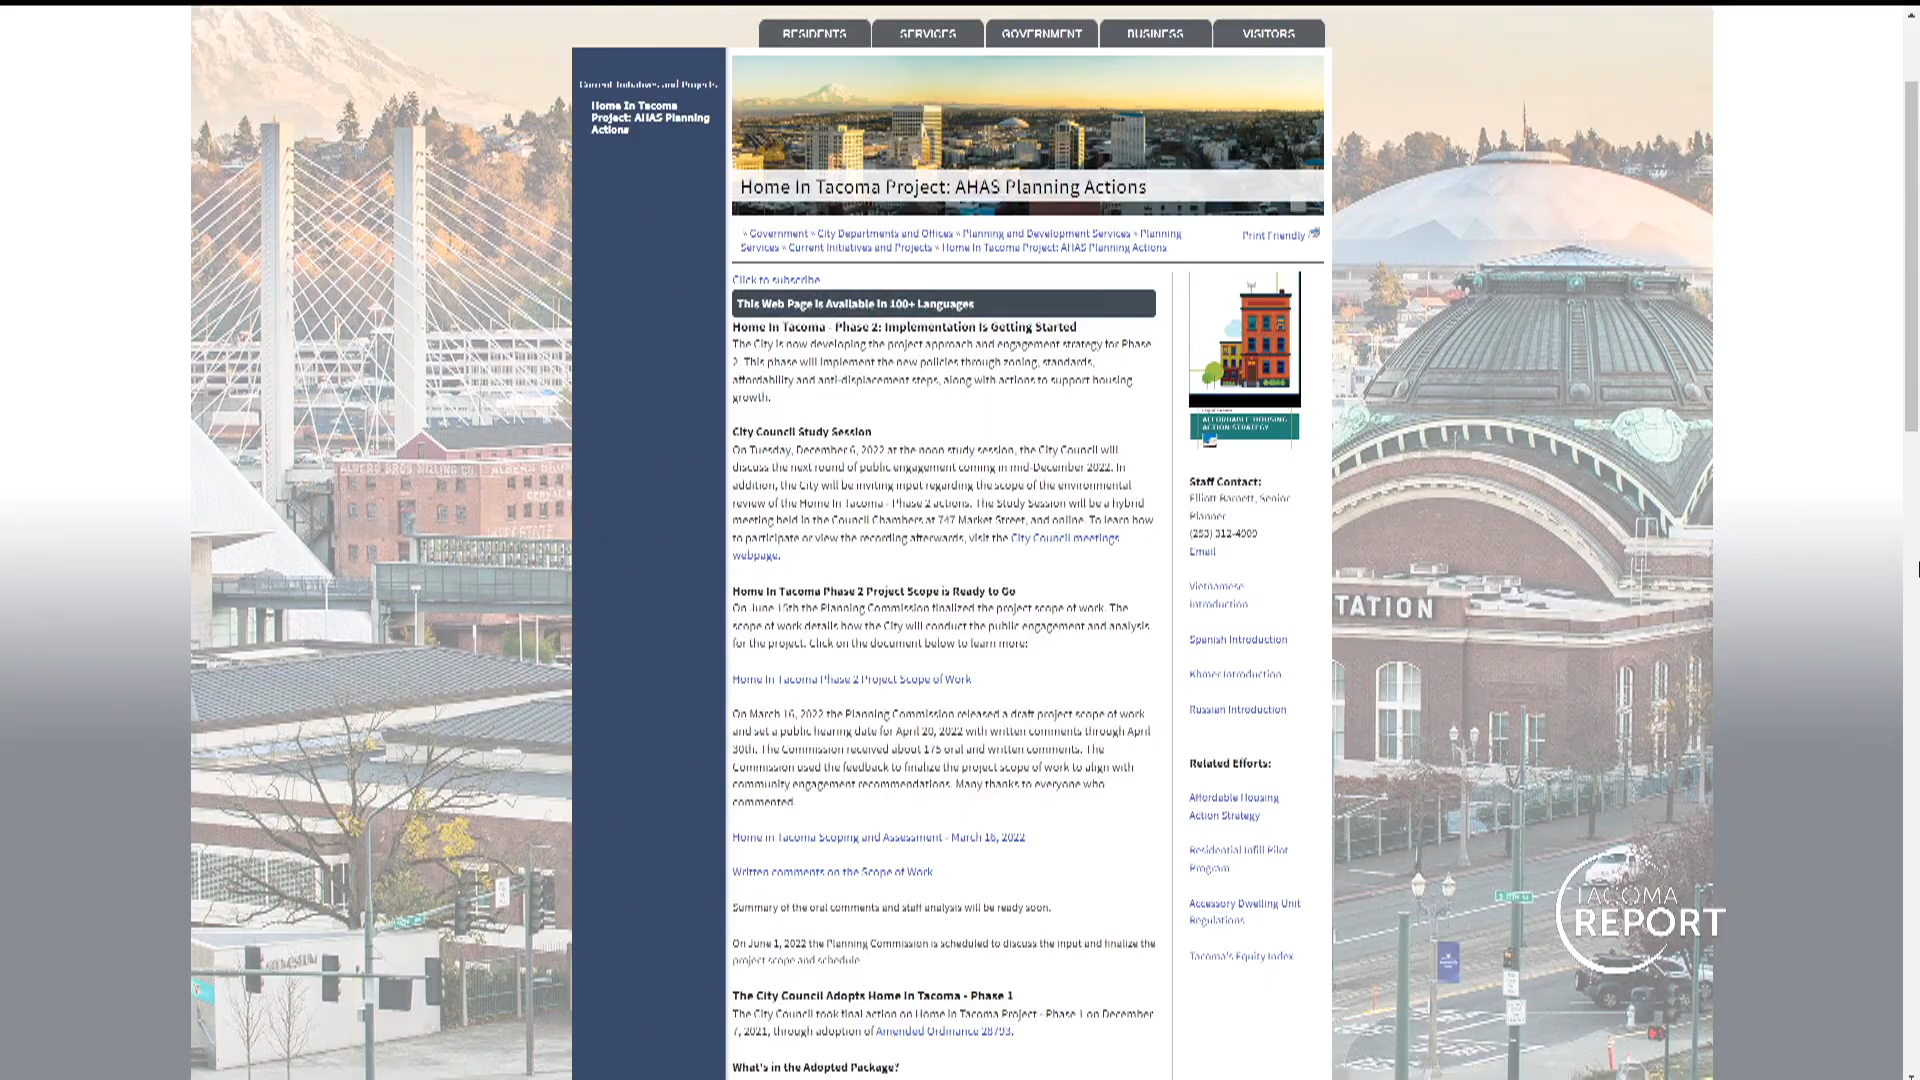 RESIDENTS
SERVICES
GOVERNMENT
BUSINESS
VISITORS
Current Initiatives and Projects
Home In Tacoma
Project: AHAS Planning
Actions
Home In Tacoma Project: AHAS Planning Actions
» Government » City Departments and Offices » Planning and Development Services » Planning
Services » Current Initiatives and Projects » Home In Tacoma Project: AHAS Planning Actions
Print Friendly
Click to subscribe
This Web Page is Available in 100+ Languages
Home In Tacoma - Phase 2: Implementation Is Getting Started
The City is now developing the project approach and engagement strategy for Phase
2. This phase will implement the new policies through zoning, standards,
affordability and anti-displacement steps, along with actions to support housing
growth.
City Council Study Session
On Tuesday, December 6, 2022 at the noon study session, the City Council will
discuss the next round of public engagement coming in mid-December 2022. In
addition, the City will be inviting input regarding the scope of the environmental
review of the Home In Tacoma - Phase 2 actions. The Study Session will be a hybrid
meeting held in the Council Chambers at 747 Market Street, and online. To learn how
to participate or view the recording afterwards, visit the City Council meetings
webpage.
Home In Tacoma Phase 2 Project Scope is Ready to Go
On June 15th the Planning Commission finalized the project scope of work. The
scope of work details how the City will conduct the public engagement and analysis
for the project. Click on the document below to learn more:
Home In Tacoma Phase 2 Project Scope of Work
On March 16, 2022 the Planning Commission released a draft project scope of work
and set a public hearing date for April 20, 2022 with written comments through April
30th. The Commission received about 175 oral and written comments. The
Commission used the feedback to finalize the project scope of work to align with
community engagement recommendations. Many thanks to everyone who
commented.
Home in Tacoma Scoping and Assessment - March 16, 2022
Written comments on the Scope of Work
Summary of the oral comments and staff analysis will be ready soon.
On June 1, 2022 the Planning Commission is scheduled to discuss the input and finalize the
project scope and schedule
The City Council Adopts Home In Tacoma - Phase 1
The City Council took final action on Home in Tacoma Project - Phase 1 on December
7, 2021, through adoption of Amended Ordinance 28793.
What's in the Adopted Package?
AFFORDABLE HOUSING
ACTION STRATEGY
Staff Contact:
Elliott Barnett, Senior
Planner
(253) 312-4909
Email
Vietnamese
Introduction
Spanish Introduction
Khmer Introduction
Russian Introduction
Related Efforts:
Affordable Housing
Action Strategy
Residential Infill Pilot
Program
Accessory Dwelling Unit
Regulations
Tacoma's Equity Index
ALBERS BROS. MILLING CO.
TATION
TACOMA
REPORT